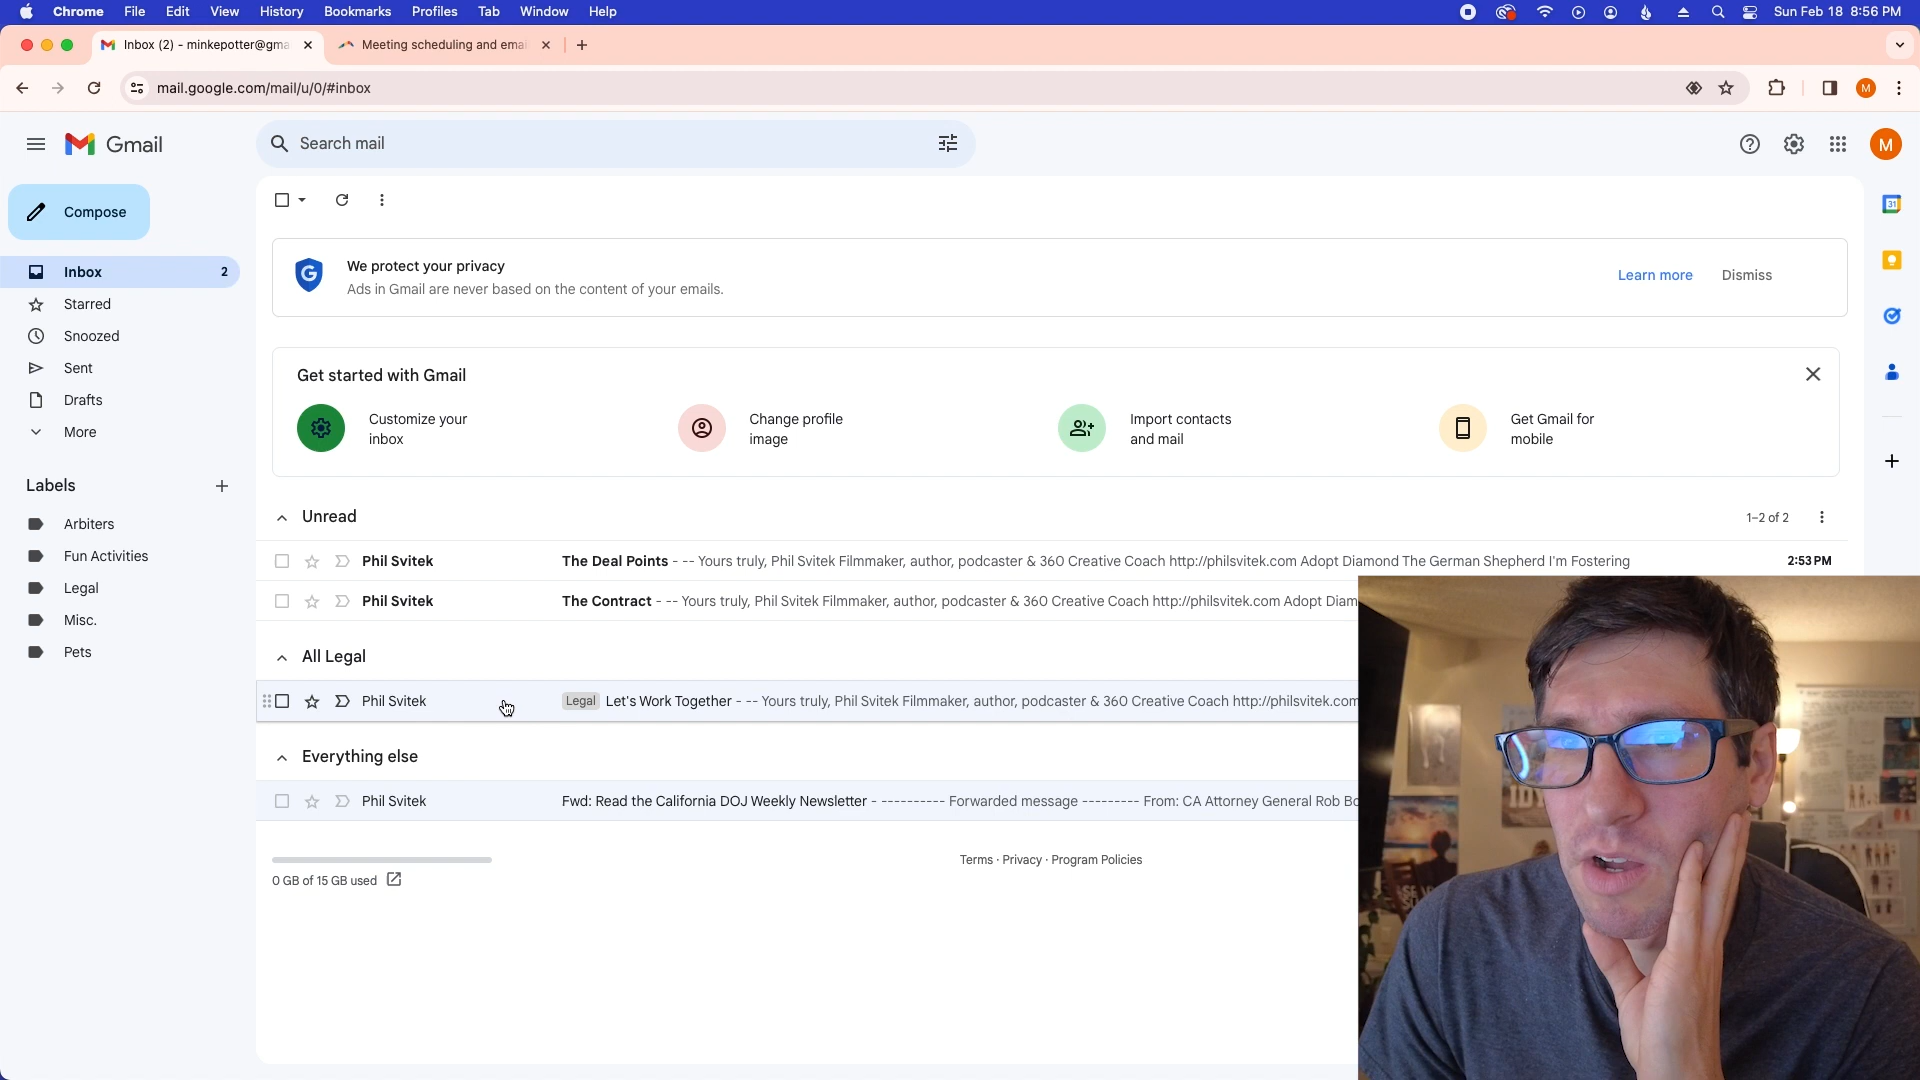 Chrome File Edit View History Bookmarks Profiles Tab Window Help Sun Feb 18 8:56 PM
Inbox (2) - minkepotter@gma Meeting scheduling and emai
mail.google.com/mail/u/0/#inbox M
Gmail Search mail M
Compose
31
We protect your privacy
Ads in Gmail are never based on the content of your emails.
Learn more Dismiss
Inbox 2
Starred
Snoozed
Sent
Drafts
More
Get started with Gmail
Customize your
inbox
Change profile
image
Import contacts
and mail
Get Gmail for
mobile
Labels
Arbiters
Fun Activities
Legal
Misc.
Pets
Unread 1–2 of 2
Phil Svitek The Deal Points - -- Yours truly, Phil Svitek Filmmaker, author, podcaster & 360 Creative Coach http://philsvitek.com Adopt Diamond The German Shepherd I'm Fostering 2:53 PM
Phil Svitek The Contract - -- Yours truly, Phil Svitek Filmmaker, author, podcaster & 360 Creative Coach http://philsvitek.com Adopt Diam
All Legal
Phil Svitek Legal Let's Work Together - -- Yours truly, Phil Svitek Filmmaker, author, podcaster & 360 Creative Coach http://philsvitek.com
Everything else
Phil Svitek Fwd: Read the California DOJ Weekly Newsletter - ---------- Forwarded message --------- From: CA Attorney General Rob Bo
Terms · Privacy · Program Policies
0 GB of 15 GB used